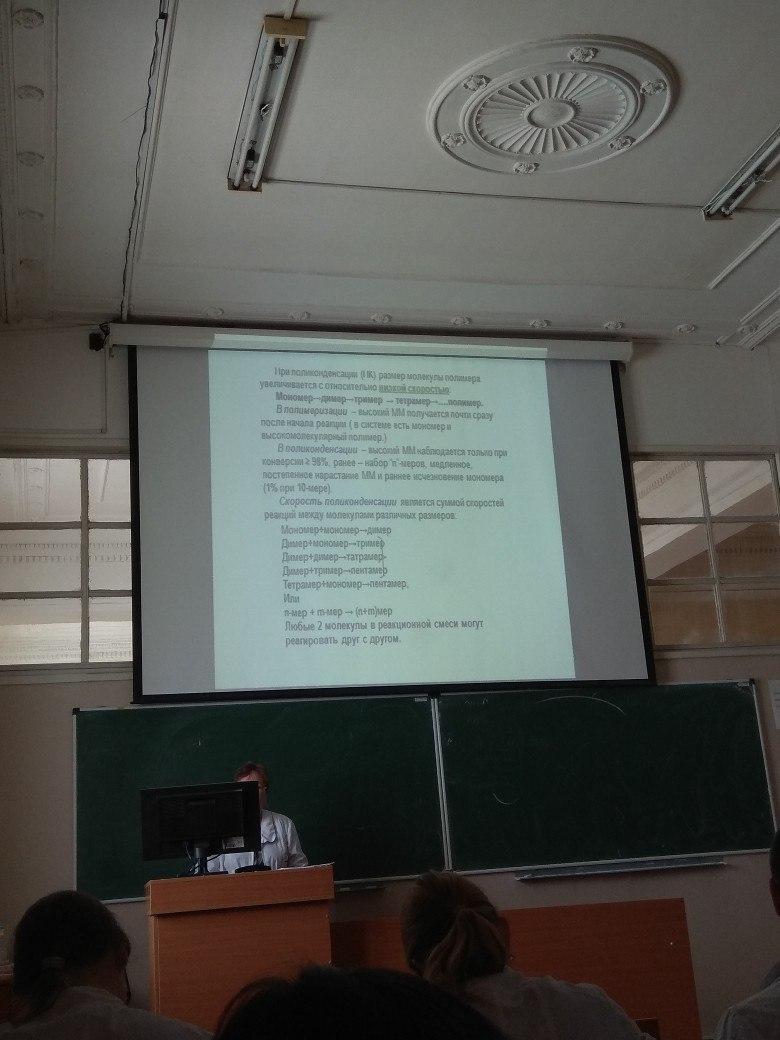 При поликонденсации (ПК) размер молекулы полимера
увеличивается с относительно низкой скоростью:
Мономер→димер→тример → тетрамер→....полимер.
В полимеризации – высокий ММ получается почти сразу
после начала реакции ( в системе есть мономер и
высокомолекулярный полимер.)
В поликонденсации – высокий ММ наблюдается только при
конверсии ≥ 98%, ранее – набор 'n'-меров, медленное,
постепенное нарастание ММ и раннее исчезновение мономера
(1% при 10-мере).
Скорость поликонденсации является суммой скоростей
реакций между молекулами различных размеров:
Мономер+мономер→димер
Димер+мономер→тример
Димер+димер→татрамер
Димер+тример→пентамер
Тетрамер+мономер→пентамер,
Или
n-мер + m-мер → (n+m)мер
Любые 2 молекулы в реакционной смеси могут
реагировать друг с другом.